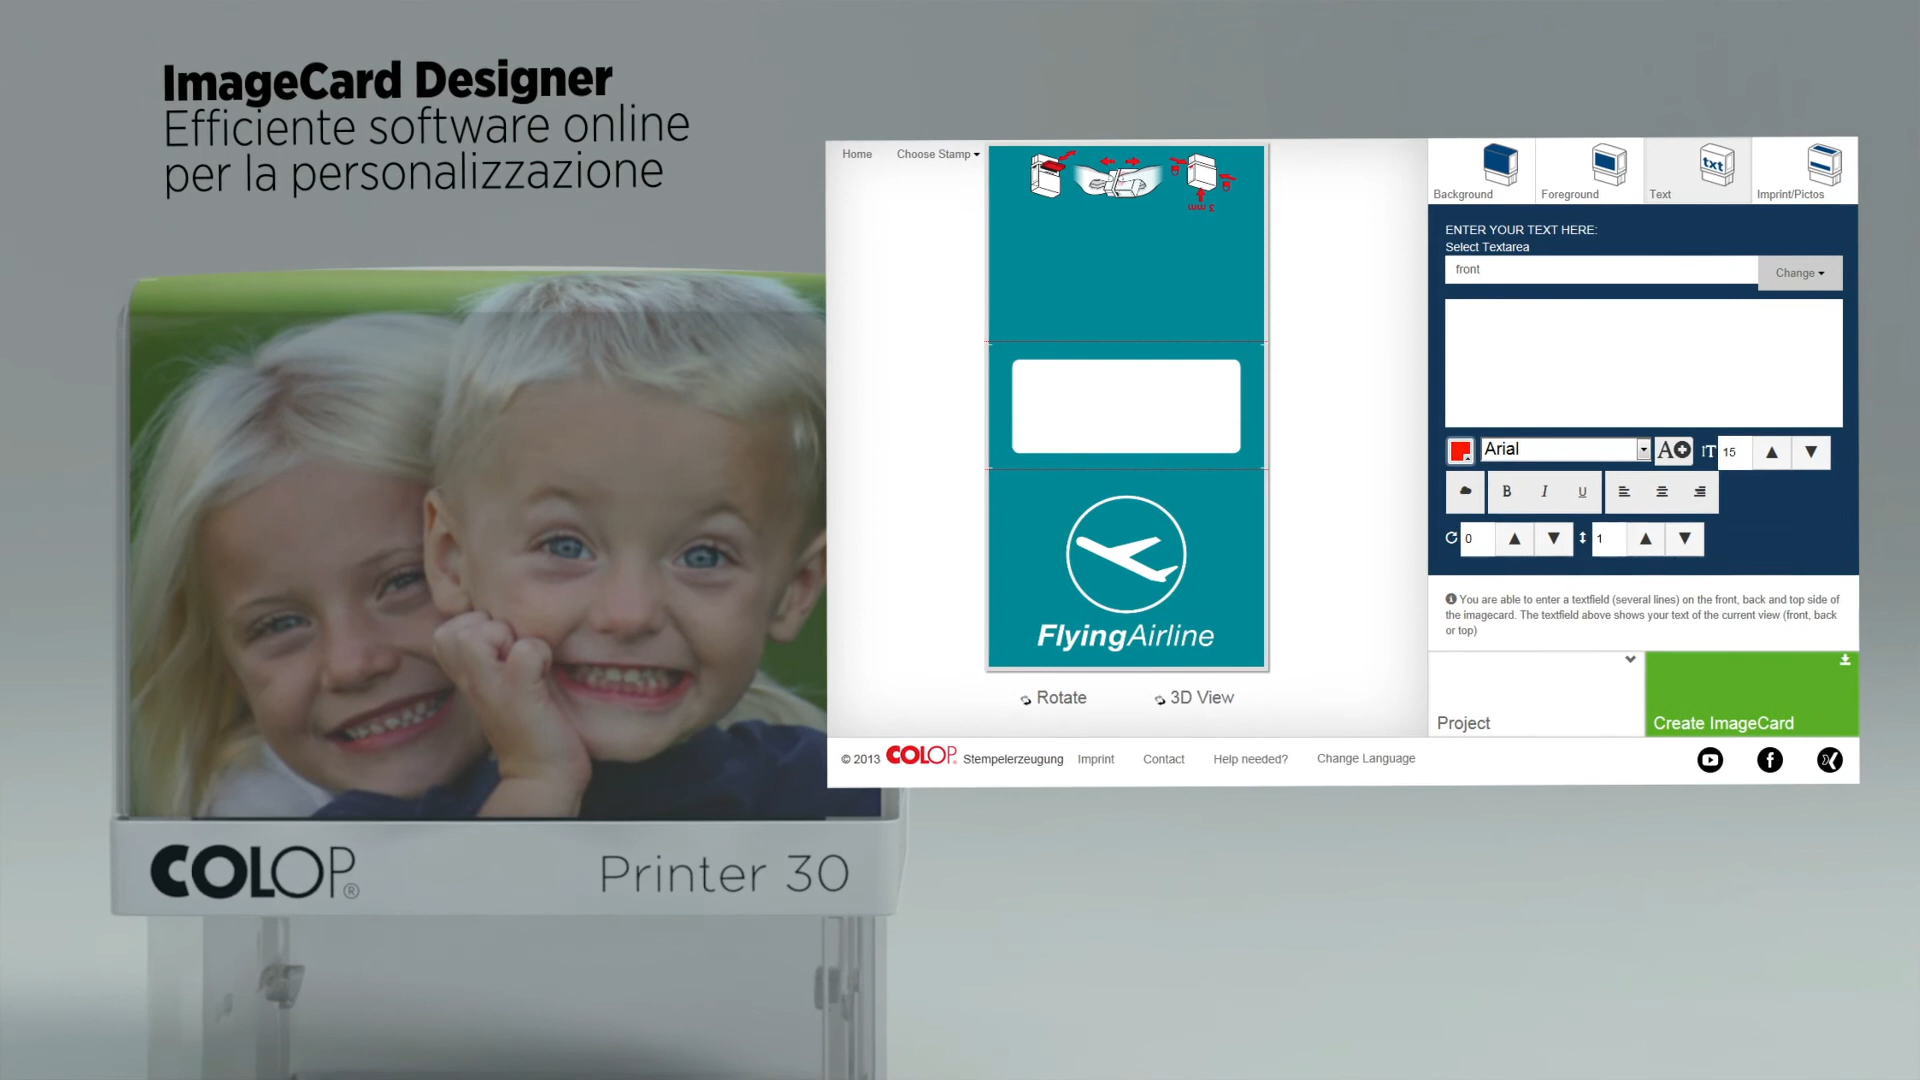 ImageCard Designer
Efficiente software online
per la personalizzazione
Home
Choose Stamp
2 mm
FlyingAirline
Rotate
3D View
Background
Foreground
txt
Text
Imprint/Pictos
ENTER YOUR TEXT HERE:
Select Textarea
front
Change
Arial
A
T
15
B
I
U
0
1
You are able to enter a textfield (several lines) on the front, back and top side of
the imagecard. The textfield above shows your text of the current view (front, back
or top)
Project
Create ImageCard
© 2013 COLOP® Stempelerzeugung
Imprint
Contact
Help needed?
Change Language
COLOP®
Printer 30